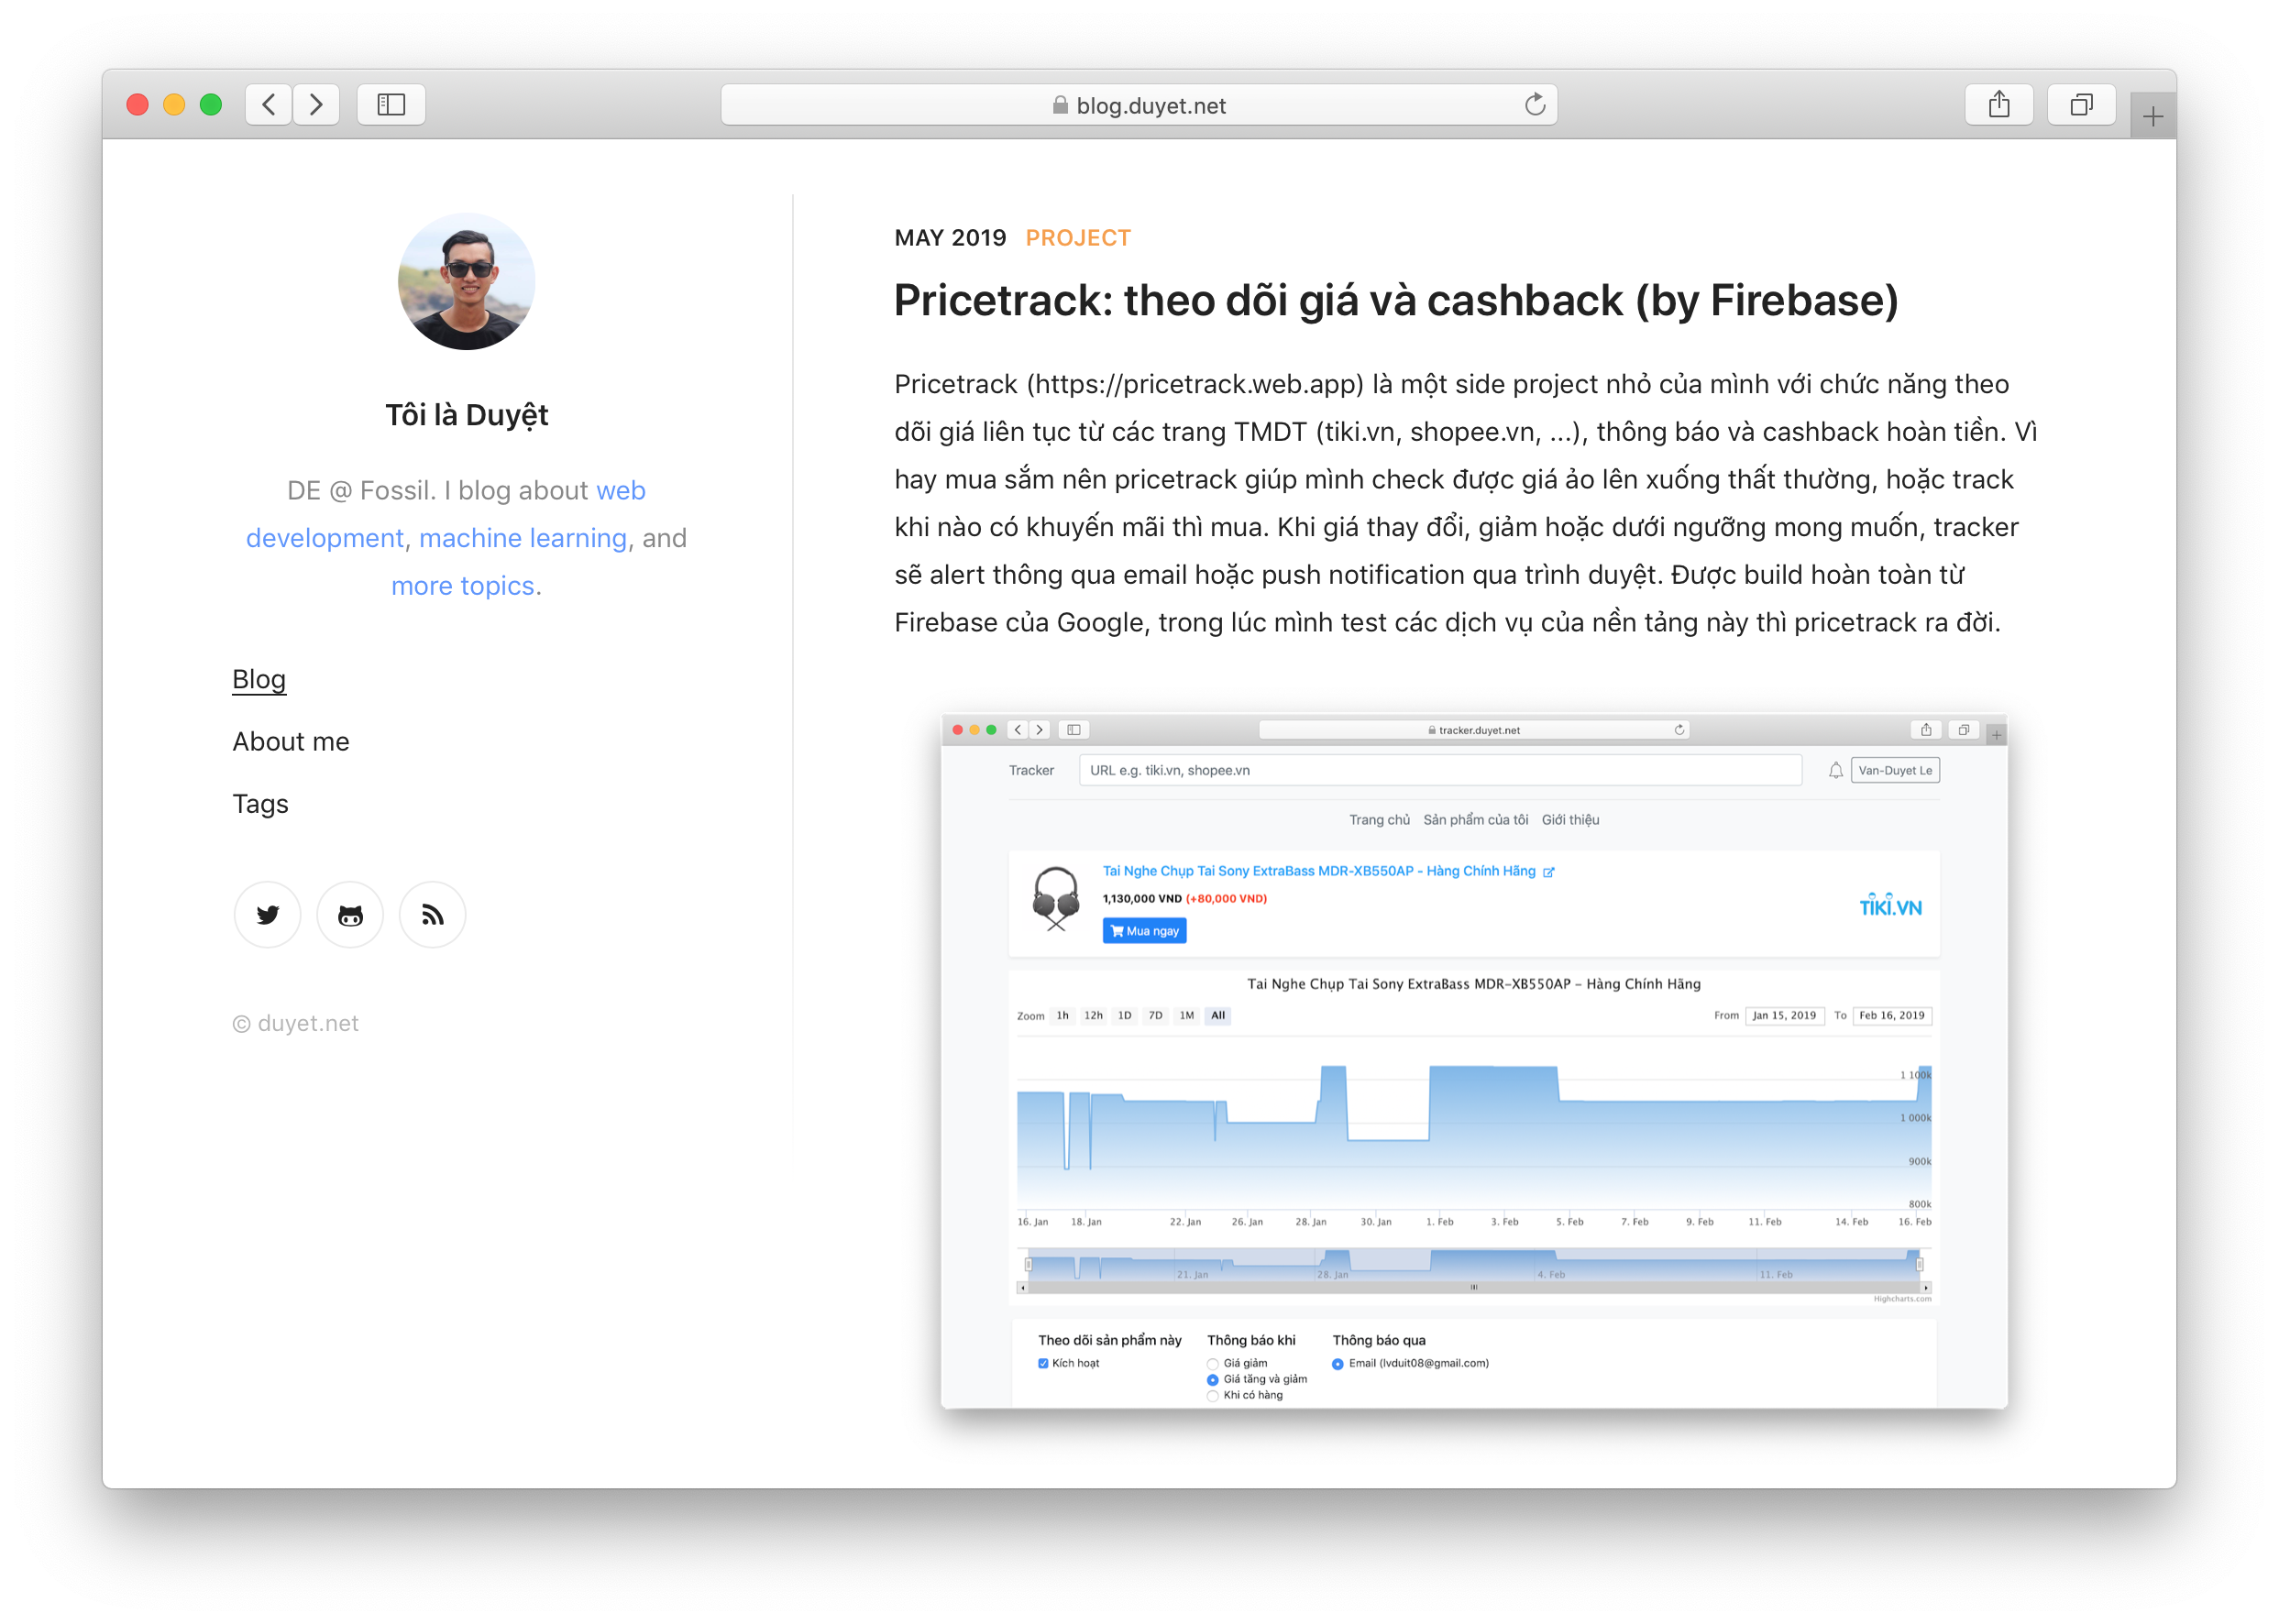 blog.duyet.net
Tôi là Duyệt
DE @ Fossil. I blog about web
development, machine learning, and
more topics.
Blog
About me
Tags
© duyet.net
MAY 2019 PROJECT
Pricetrack: theo dõi giá và cashback (by Firebase)
Pricetrack (https://pricetrack.web.app) là một side project nhỏ của mình với chức năng theo
dõi giá liên tục từ các trang TMDT (tiki.vn, shopee.vn, ...), thông báo và cashback hoàn tiền. Vì
hay mua sắm nên pricetrack giúp mình check được giá ảo lên xuống thất thường, hoặc track
khi nào có khuyến mãi thì mua. Khi giá thay đổi, giảm hoặc dưới ngưỡng mong muốn, tracker
sẽ alert thông qua email hoặc push notification qua trình duyệt. Được build hoàn toàn từ
Firebase của Google, trong lúc mình test các dịch vụ của nền tảng này thì pricetrack ra đời.
tracker.duyet.net
Tracker URL e.g. tiki.vn, shopee.vn Van-Duyet Le
Trang chủ Sản phẩm của tôi Giới thiệu
Tai Nghe Chụp Tai Sony ExtraBass MDR-XB550AP - Hàng Chính Hãng
1,130,000 VND (+80,000 VND)
TIKI.VN
Mua ngay
Tai Nghe Chụp Tai Sony ExtraBass MDR-XB550AP – Hàng Chính Hãng
Zoom 1h 12h 1D 7D 1M All From Jan 15, 2019 To Feb 16, 2019
1 100k
1 000k
900k
800k
16. Jan 18. Jan 22. Jan 26. Jan 28. Jan 30. Jan 1. Feb 3. Feb 5. Feb 7. Feb 9. Feb 11. Feb 14. Feb 16. Feb
21. Jan 28. Jan 4. Feb 11. Feb
Highcharts.com
Theo dõi sản phẩm này Thông báo khi Thông báo qua
Kích hoạt Giá giảm Email (lvduit08@gmail.com)
Giá tăng và giảm
Khi có hàng